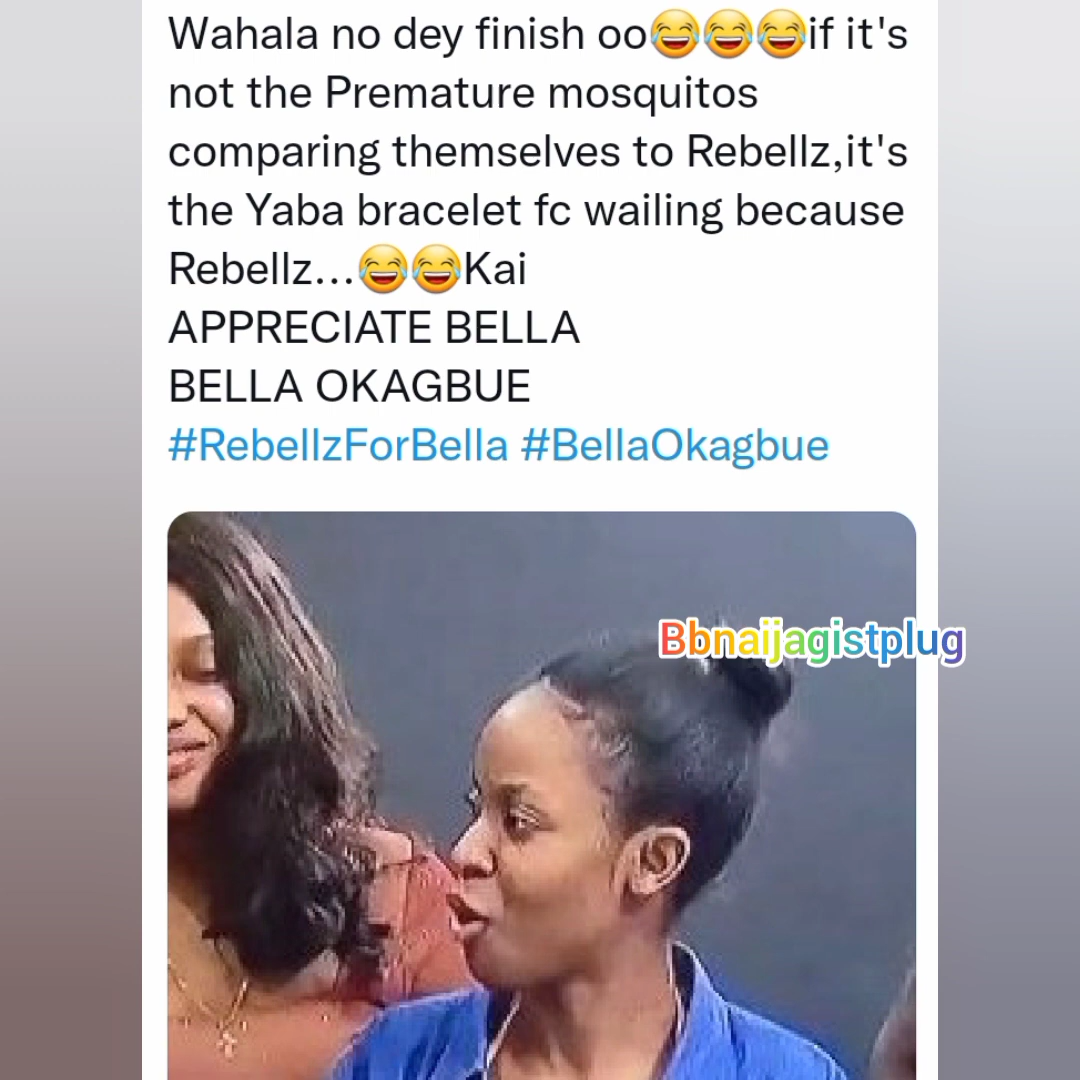 Wahala no dey finish oo😂😂😂if it's
not the Premature mosquitos
comparing themselves to Rebellz,it's
the Yaba bracelet fc wailing because
Rebellz...😂😂Kai
APPRECIATE BELLA
BELLA OKAGBUE
#RebellzForBella #BellaOkagbue
Bbnaijagistplug